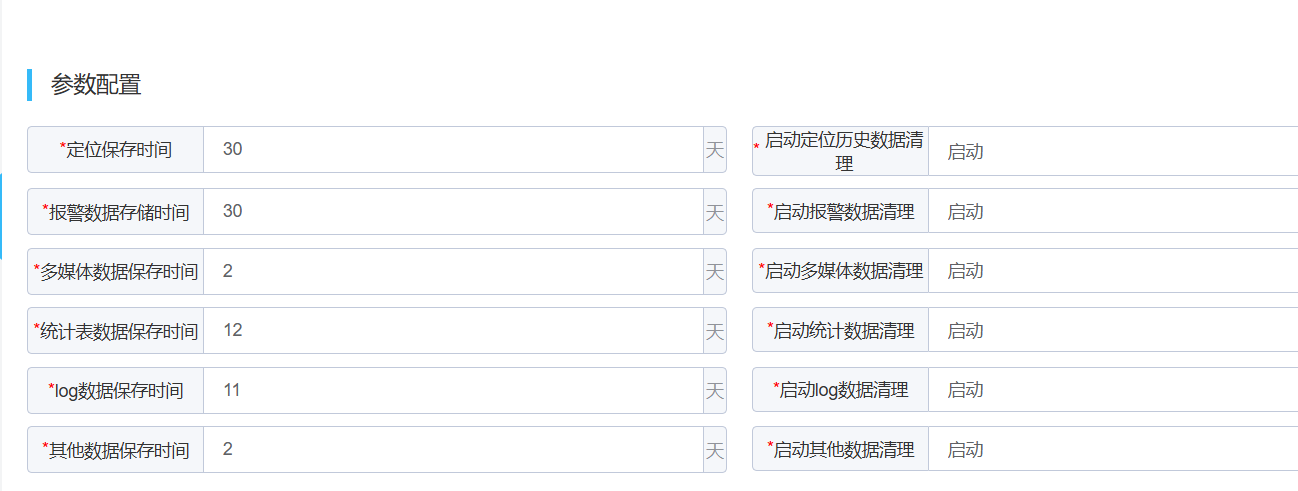 参数配置
*定位保存时间 30 天 * 启动定位历史数据清
理 启动
*报警数据存储时间 30 天 *启动报警数据清理 启动
*多媒体数据保存时间 2 天 *启动多媒体数据清理 启动
*统计表数据保存时间 12 天 *启动统计数据清理 启动
*log数据保存时间 11 天 *启动log数据清理 启动
*其他数据保存时间 2 天 *启动其他数据清理 启动